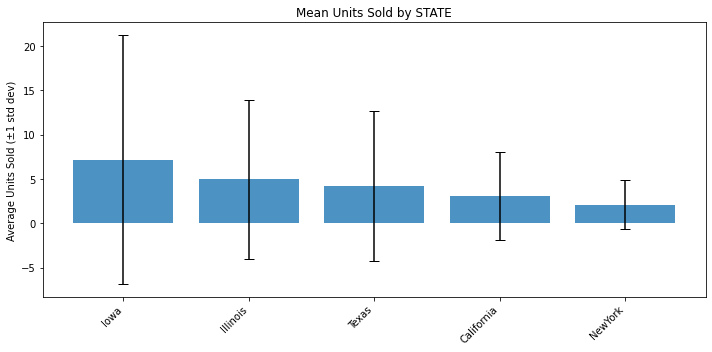 Mean Units Sold by STATE
Average Units Sold (±1 std dev)
20
15
10
5
0
−5
Iowa
Illinois
Texas
California
NewYork